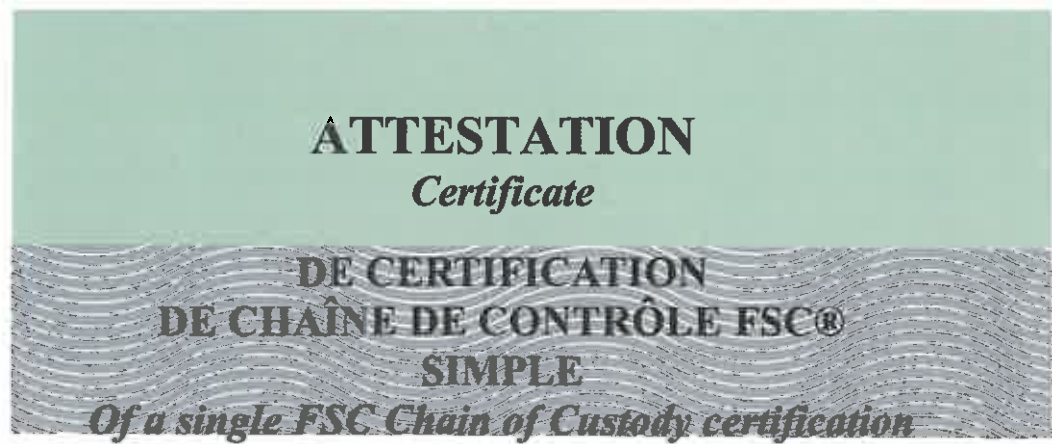 ATTESTATION
Certificate
DE CERTIFICATION
DE CHAÎNE DE CONTRÔLE FSC®
SIMPLE
Of a single FSC Chain of Custody certification